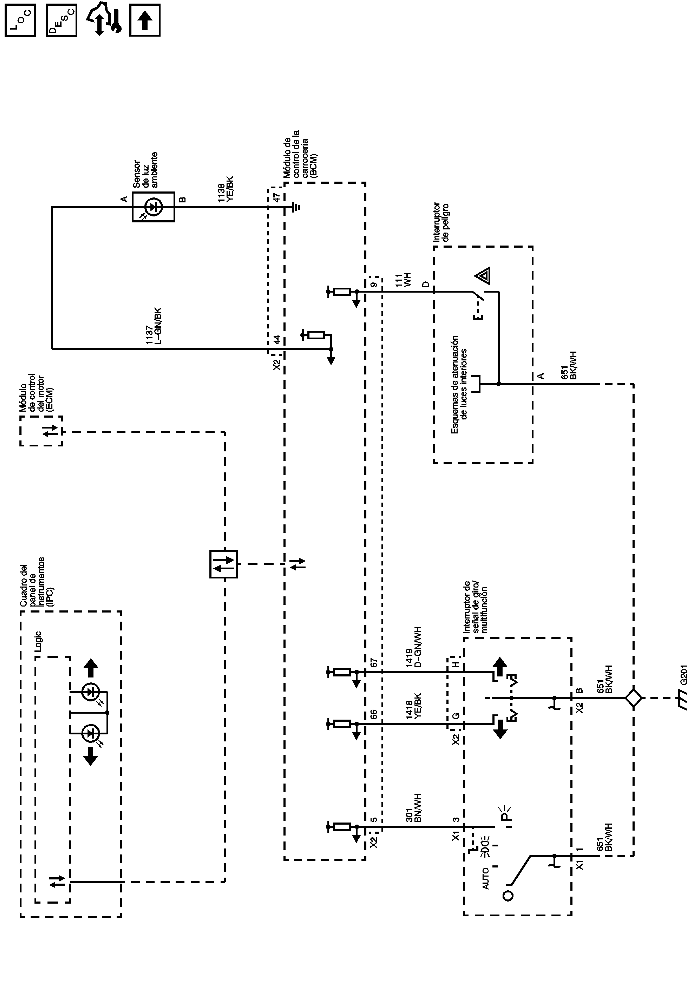 LOC
DESC
Cuadro del
panel de
instrumentos
(IPC)
Logic
Módulo
de control
del motor
(ECM)
Sensor
de luz
ambiente
A
B
1137
L-GN/BK
1138
YE/BK
X2
44
47
Módulo de
control de la
carrocería
(BCM)
X2
5
66
67
9
301
BN/WH
1418
YE/BK
1419
D-GN/WH
111
WH
X1
3
X2
G
H
D
Interruptor de
señal de giro/
multifunción
Interruptor
de peligro
AUTO
P
Esquemas de atenuación
de luces interiores
X1
1
X2
B
A
651
BK/WH
651
BK/WH
651
BK/WH
G201